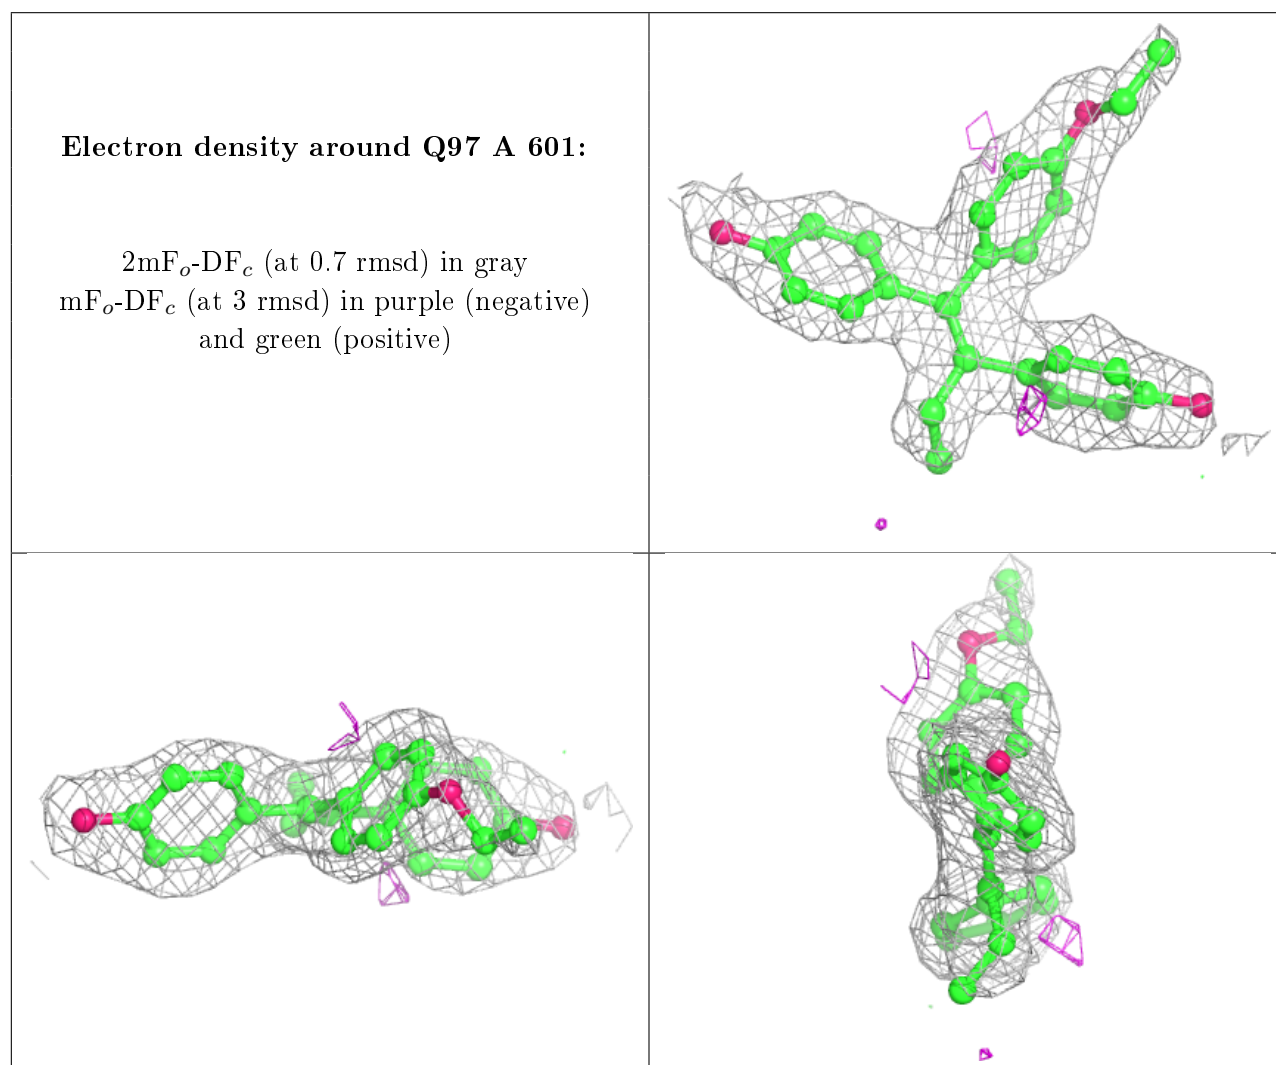 Electron density around Q97 A 601:
2mFo-DFc (at 0.7 rmsd) in gray
mFo-DFc (at 3 rmsd) in purple (negative)
and green (positive)